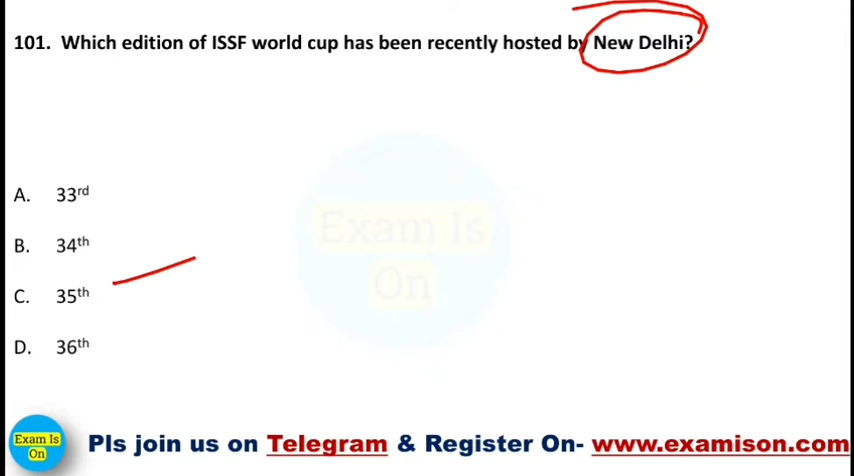 101. Which edition of ISSF world cup has been recently hosted by New Delhi?
Exam Is
On
A. 33rd
B. 34th
C. 35th
D. 36th
Exam Is
On
Pls join us on Telegram & Register On- www.examison.com